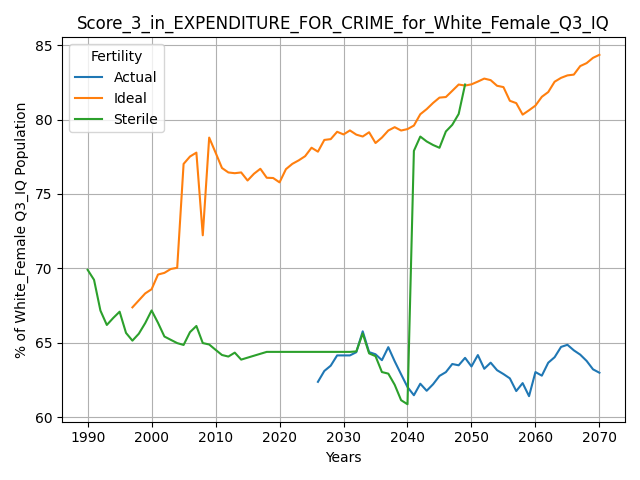 Score_3_in_EXPENDITURE_FOR_CRIME_for_White_Female_Q3_IQ
Fertility
Actual
Ideal
Sterile
85
80
75
70
65
60
% of White_Female Q3_IQ Population
1990 2000 2010 2020 2030 2040 2050 2060 2070
Years